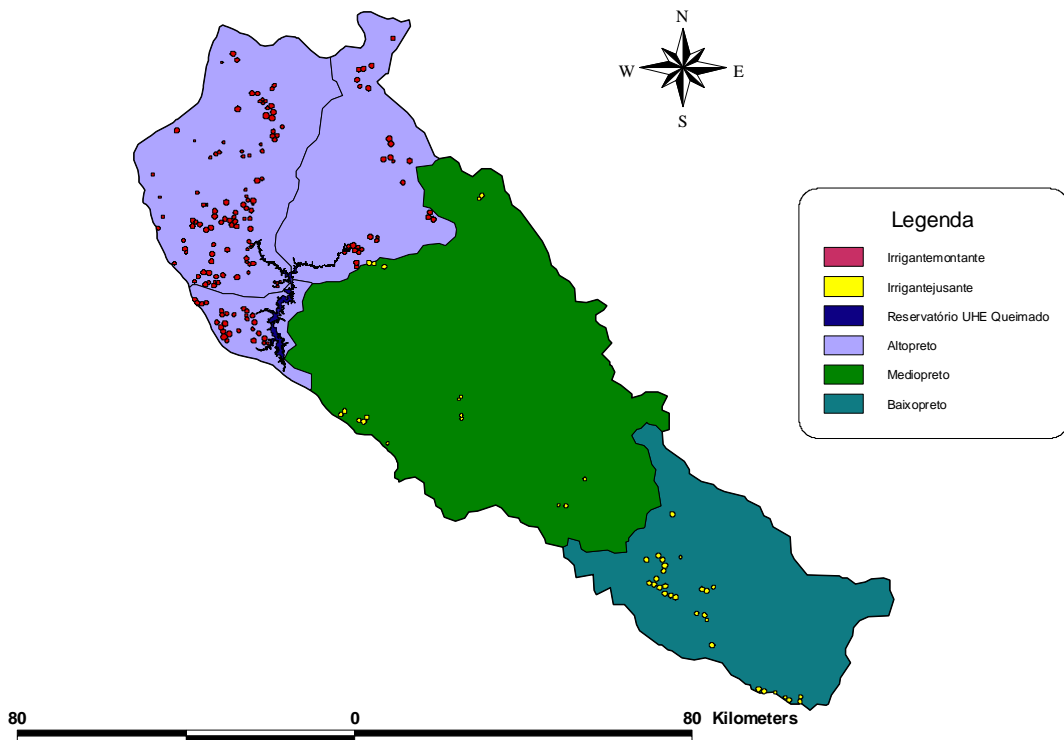 N
W E
S
Legenda
Irrigantemontante
Irrigantejusante
Reservatório UHE Queimado
Altopreto
Mediopreto
Baixopreto
80 0 80 Kilometers